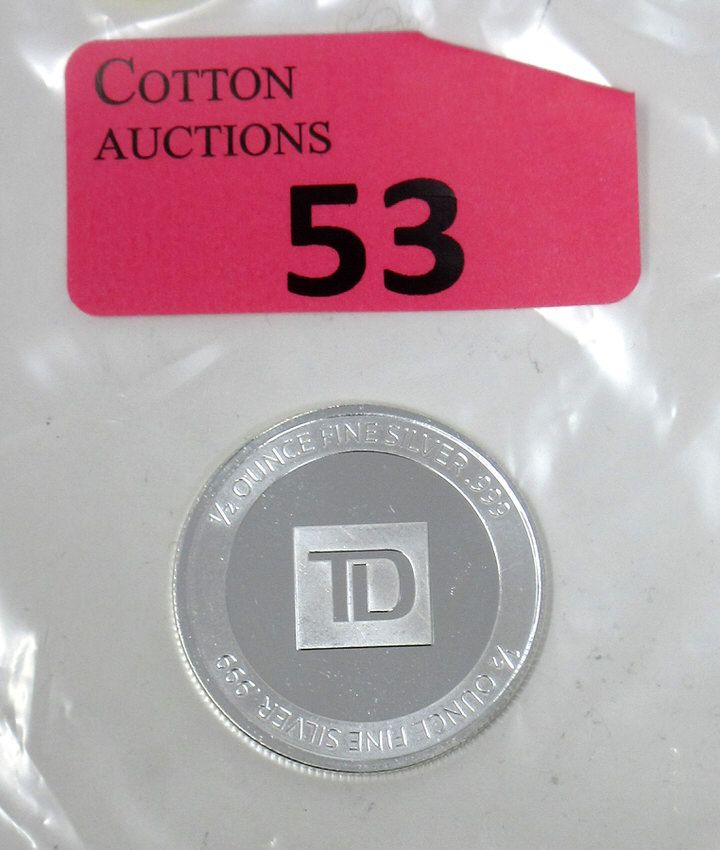 COTTON
AUCTIONS
53
½ OUNCE FINE SILVER .999
TD
½ OUNCE FINE SILVER .999